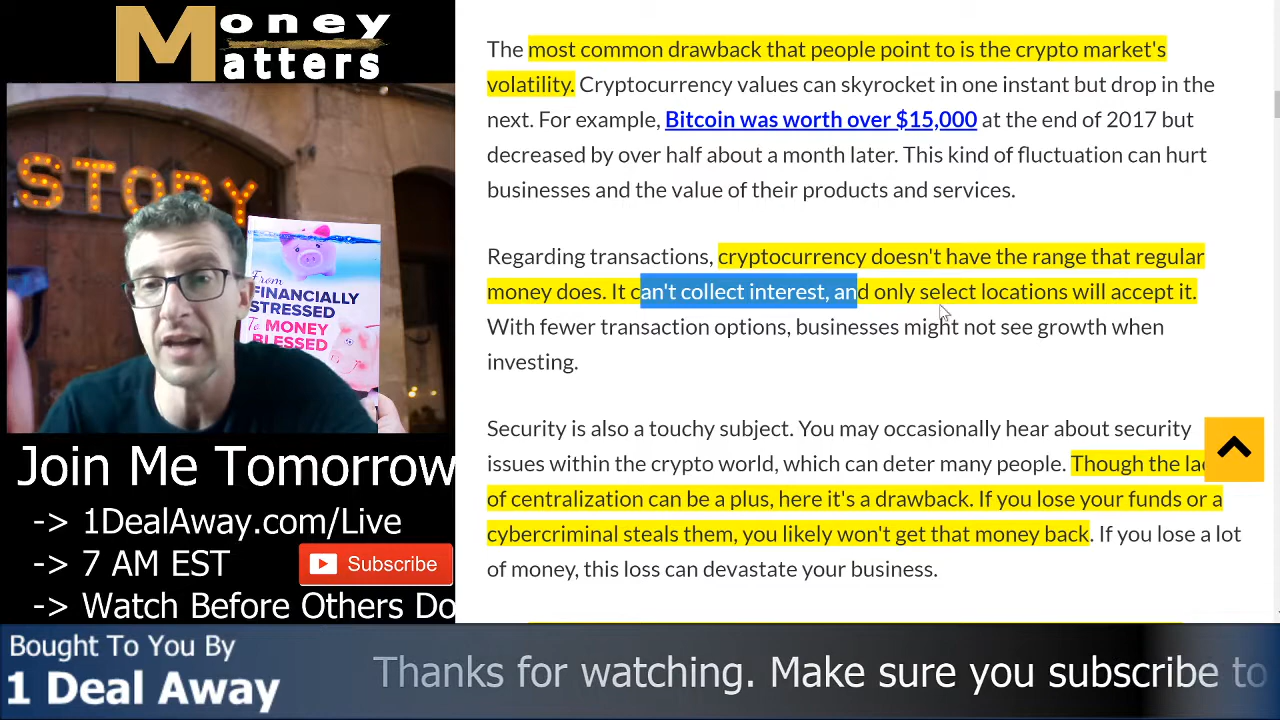 Money
Matters
STORY
From
FINANCIALLY
STRESSED
To MONEY
BLESSED
Join Me Tomorrow
-> 1DealAway.com/Live
-> 7 AM EST
Subscribe
-> Watch Before Others Do
The most common drawback that people point to is the crypto market's
volatility. Cryptocurrency values can skyrocket in one instant but drop in the
next. For example, Bitcoin was worth over $15,000 at the end of 2017 but
decreased by over half about a month later. This kind of fluctuation can hurt
businesses and the value of their products and services.
Regarding transactions, cryptocurrency doesn't have the range that regular
money does. It can't collect interest, and only select locations will accept it.
With fewer transaction options, businesses might not see growth when
investing.
Security is also a touchy subject. You may occasionally hear about security
issues within the crypto world, which can deter many people. Though the la
of centralization can be a plus, here it's a drawback. If you lose your funds or a
cybercriminal steals them, you likely won't get that money back. If you lose a lot
of money, this loss can devastate your business.
Bought To You By
1 Deal Away
Thanks for watching. Make sure you subscribe to